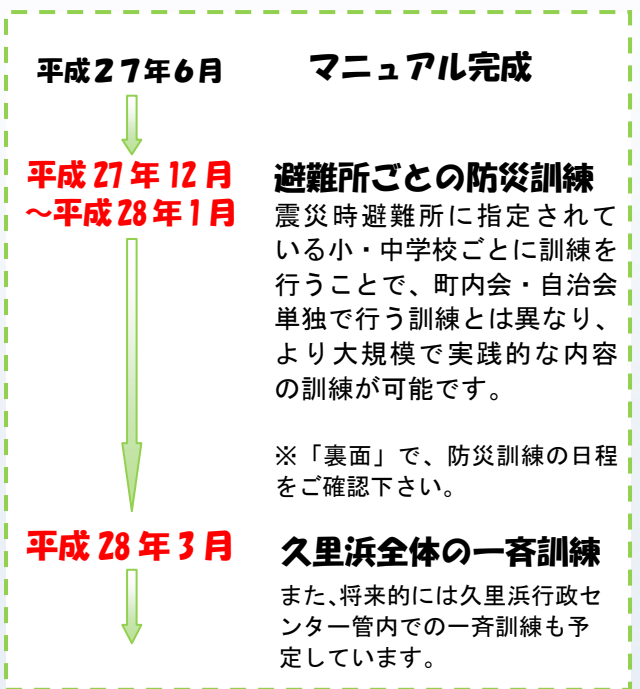 平成27年6月 マニュアル完成
平成27年12月
～平成28年1月
避難所ごとの防災訓練
震災時避難所に指定されて
いる小・中学校ごとに訓練を
行うことで、町内会・自治会
単独で行う訓練とは異なり、
より大規模で実践的な内容
の訓練が可能です。
※「裏面」で、防災訓練の日程
をご確認下さい。
平成28年3月 久里浜全体の一斉訓練
また、将来的には久里浜行政セ
ンター管内での一斉訓練も予
定しています。